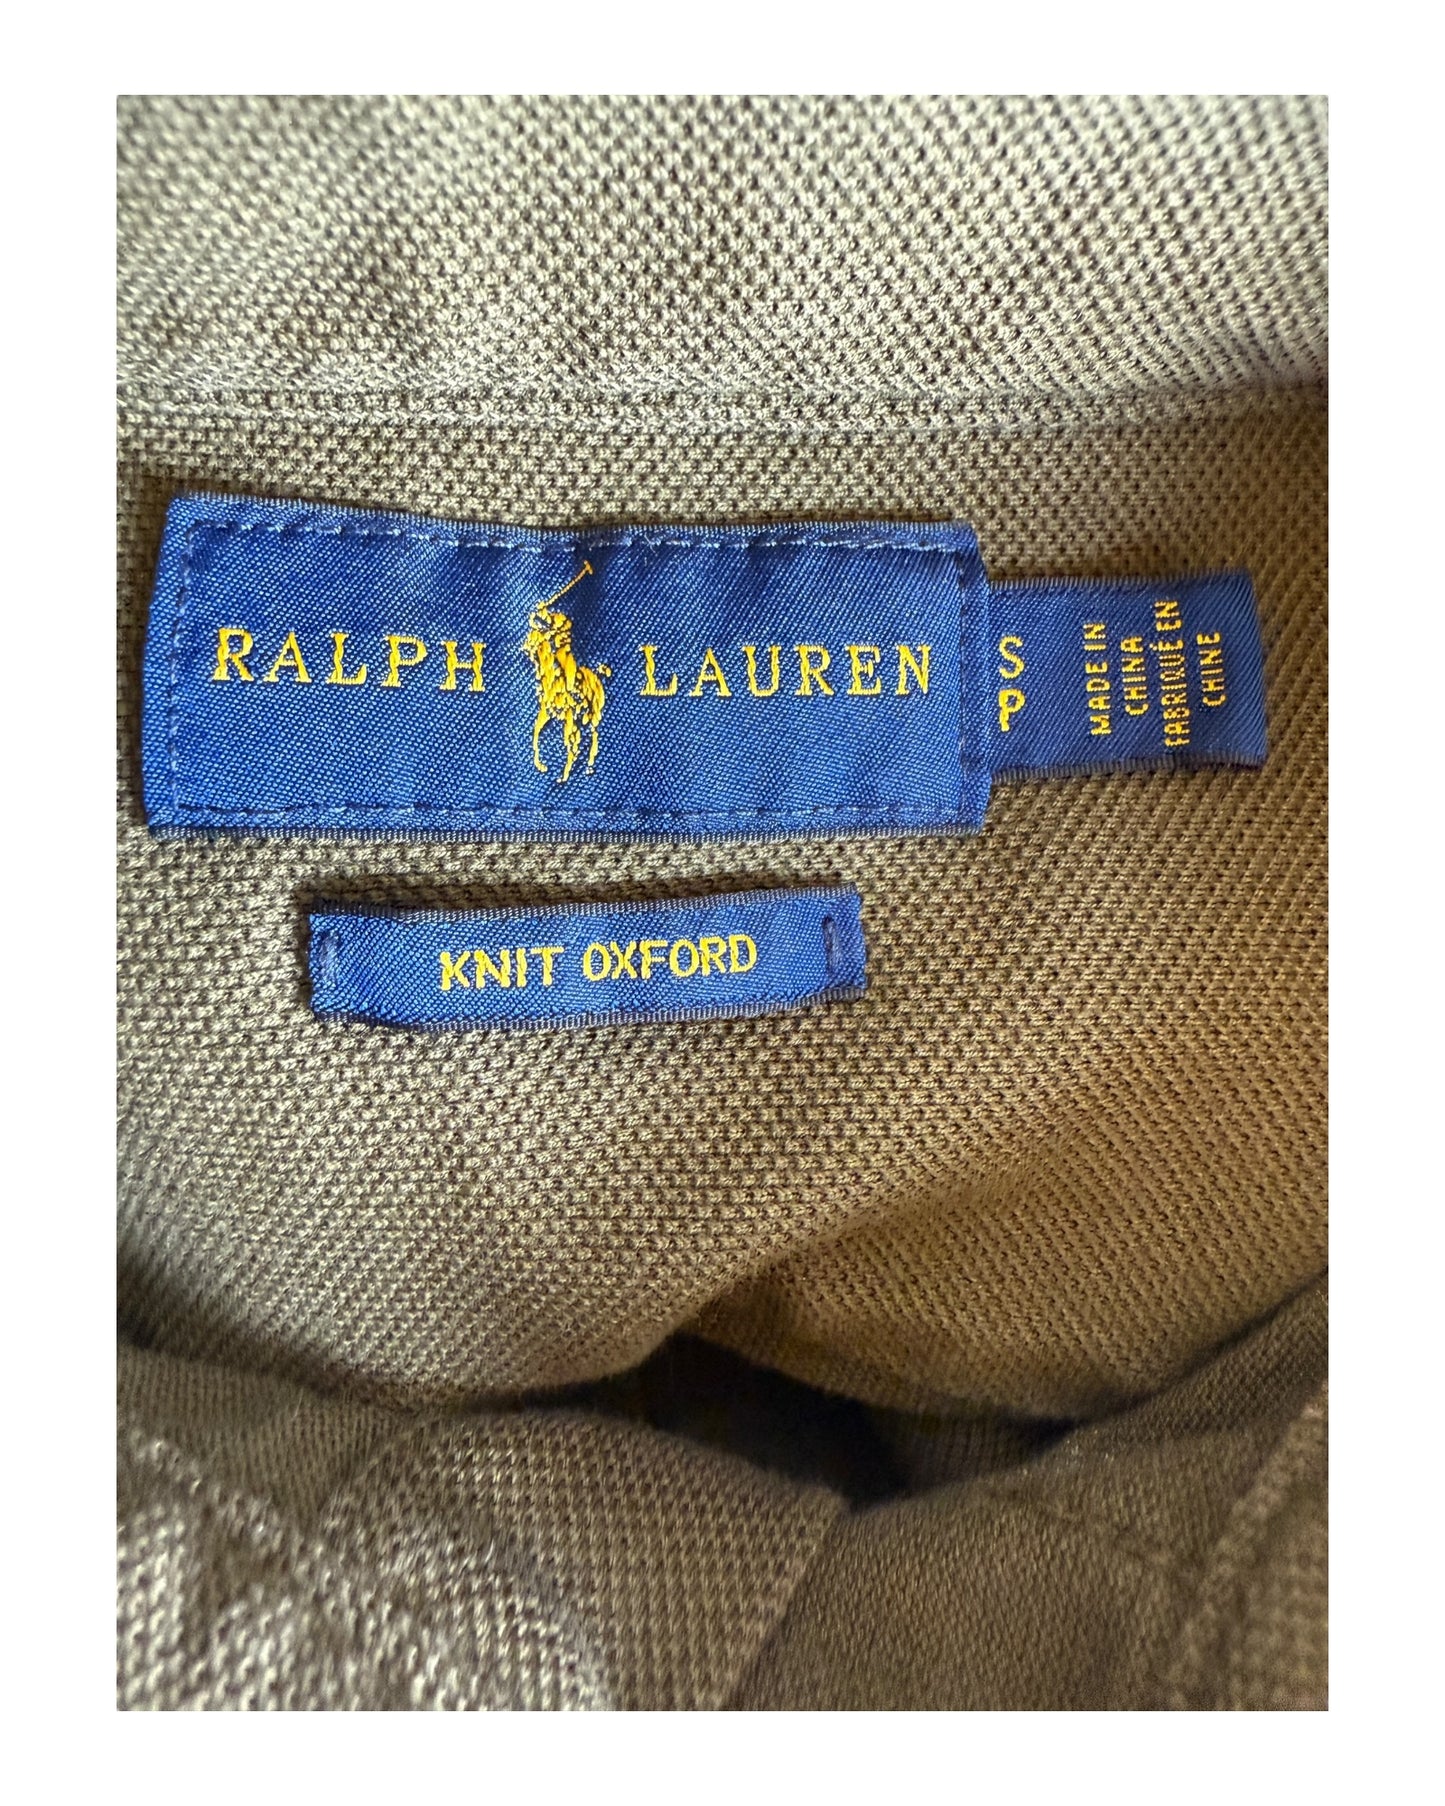 RALPH LAUREN
S
P
MADE IN
CHINA
FABRIQUÉ EN
CHINE
KNIT OXFORD